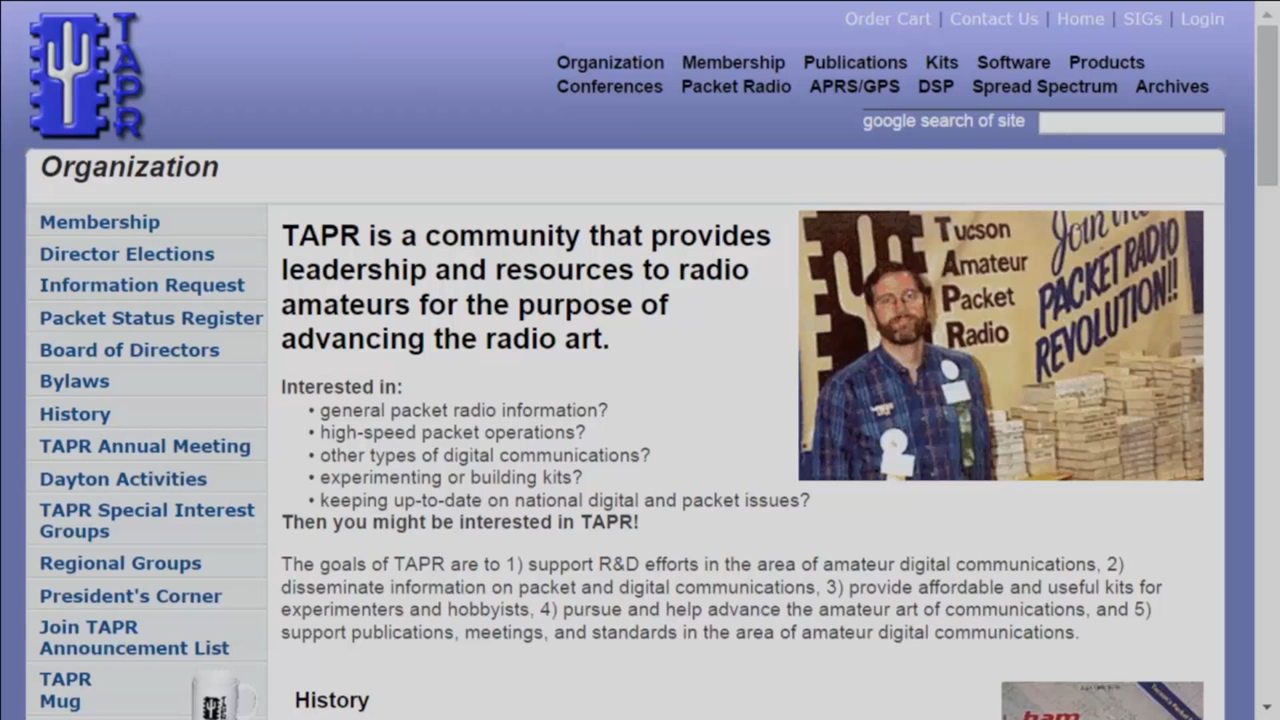 TAPR
Order Cart | Contact Us | Home | SIGs | Login
Organization Membership Publications Kits Software Products
Conferences Packet Radio APRS/GPS DSP Spread Spectrum Archives
google search of site
Organization
Membership
Director Elections
Information Request
Packet Status Register
Board of Directors
Bylaws
History
TAPR Annual Meeting
Dayton Activities
TAPR Special Interest
Groups
Regional Groups
President's Corner
Join TAPR
Announcement List
TAPR
Mug
TAPR is a community that provides
leadership and resources to radio
amateurs for the purpose of
advancing the radio art.
Tucson
Amateur
Packet
Radio
Join the
PACKET RADIO
REVOLUTION!!
Interested in:
• general packet radio information?
• high-speed packet operations?
• other types of digital communications?
• experimenting or building kits?
• keeping up-to-date on national digital and packet issues?
Then you might be interested in TAPR!
The goals of TAPR are to 1) support R&D efforts in the area of amateur digital communications, 2)
disseminate information on packet and digital communications, 3) provide affordable and useful kits for
experimenters and hobbyists, 4) pursue and help advance the amateur art of communications, and 5)
support publications, meetings, and standards in the area of amateur digital communications.
History
ham